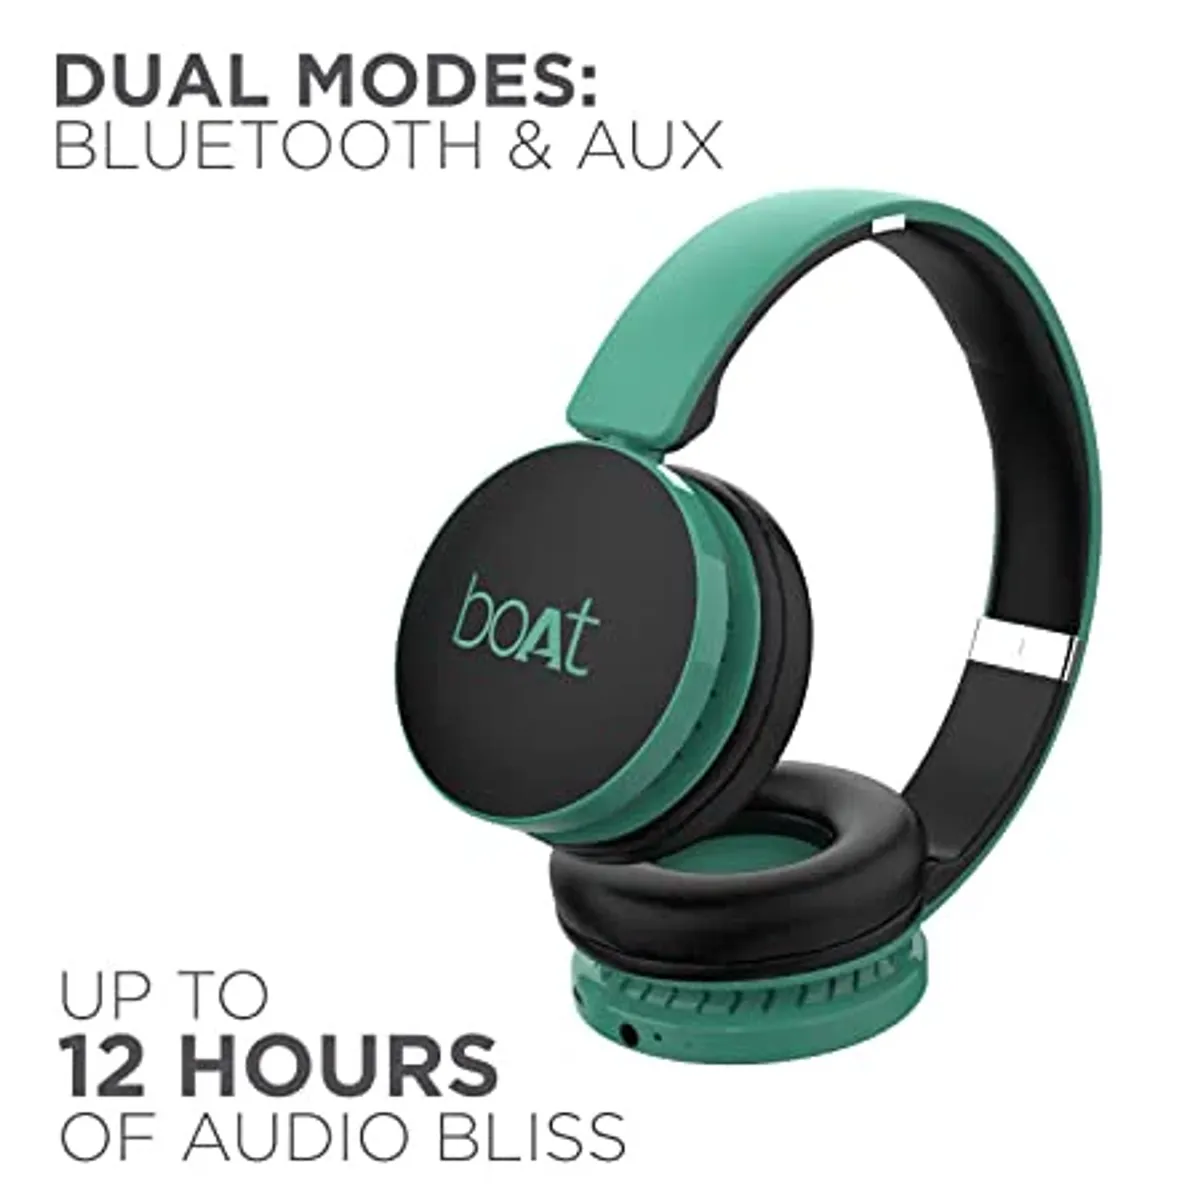 DUAL MODES:
BLUETOOTH & AUX
boAt
UP TO
12 HOURS
OF AUDIO BLISS